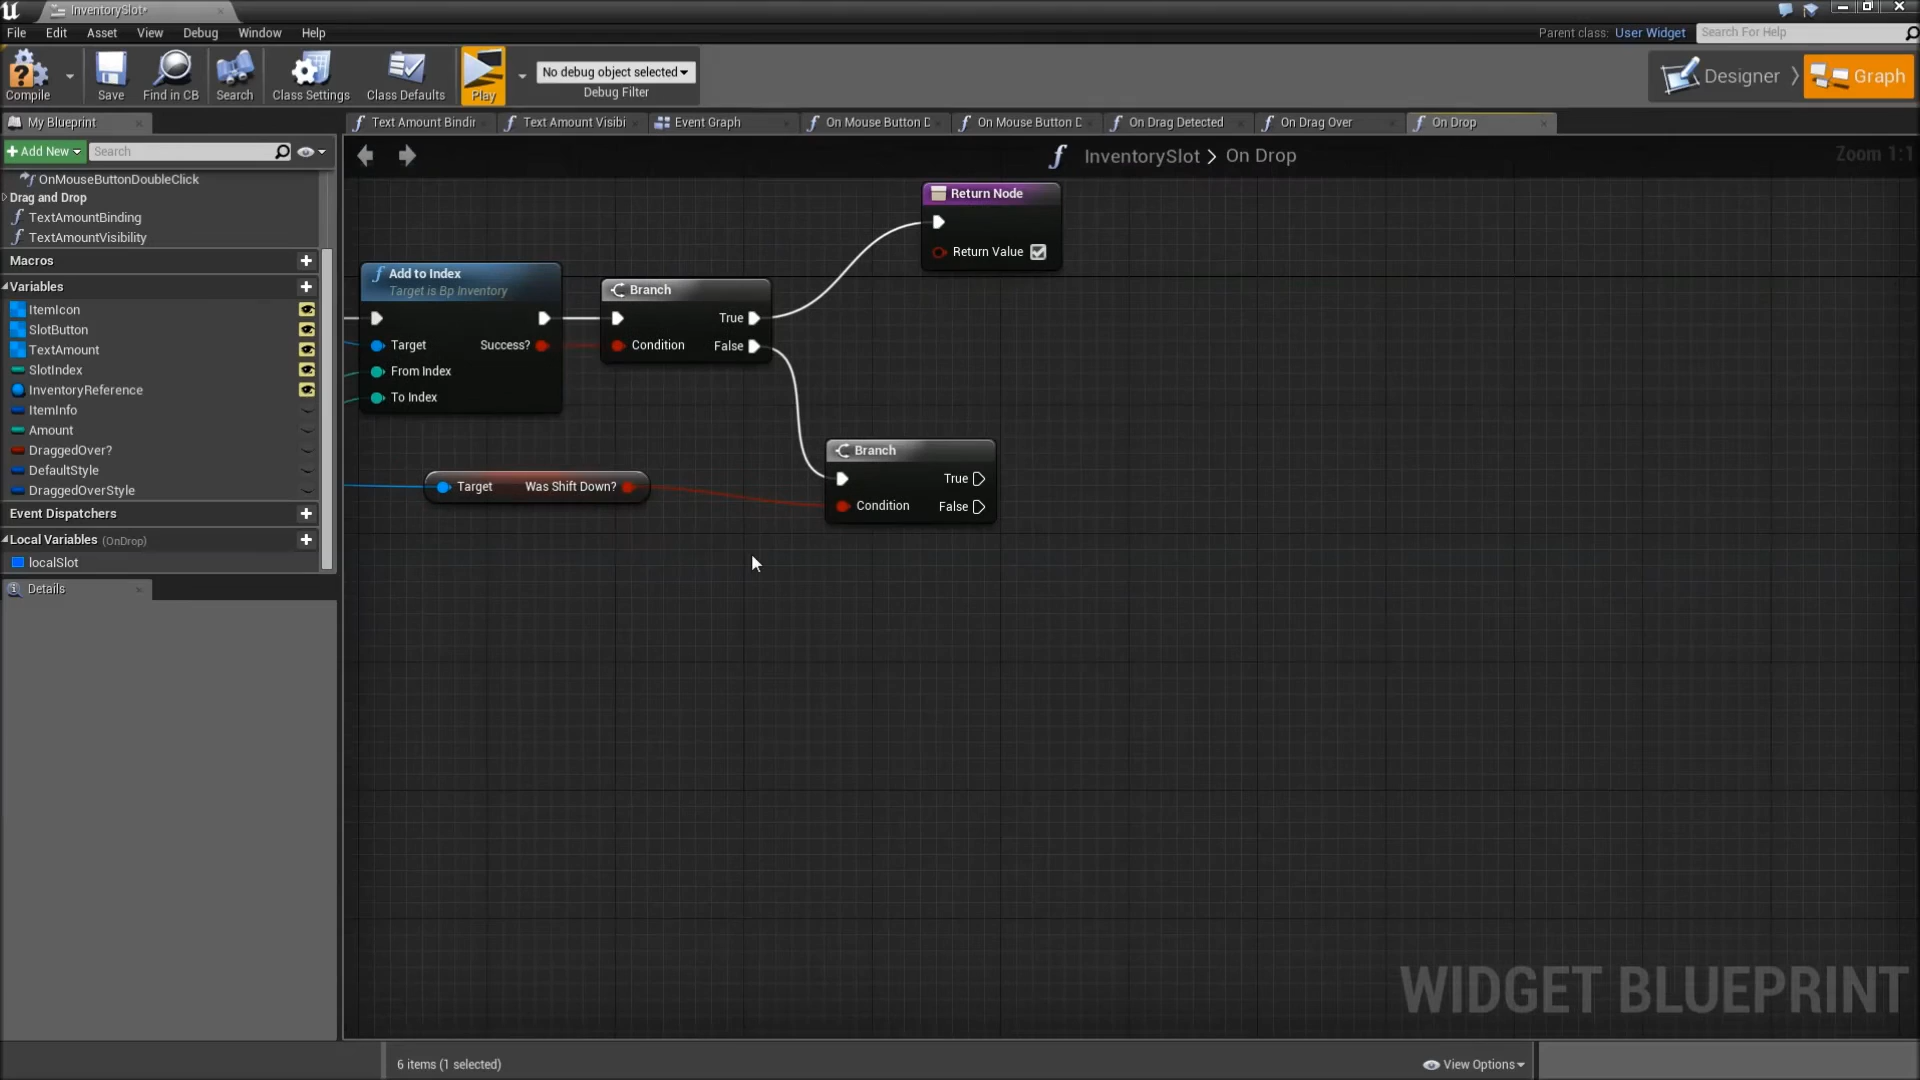 InventorySlot*
File Edit Asset View Debug Window Help
Parent class: User Widget Search For Help
Compile Save Find in CB Search Class Settings Class Defaults Play
No debug object selected
Debug Filter
Designer Graph
My Blueprint
Text Amount Bindin Text Amount Visibi Event Graph On Mouse Button D On Mouse Button D On Drag Detected On Drag Over On Drop
Add New Search
InventorySlot > On Drop
Zoom 1:1
OnMouseButtonDoubleClick
Drag and Drop
TextAmountBinding
TextAmountVisibility
Macros
Variables
ItemIcon
SlotButton
TextAmount
SlotIndex
InventoryReference
ItemInfo
Amount
DraggedOver?
DefaultStyle
DraggedOverStyle
Event Dispatchers
Local Variables (OnDrop)
localSlot
Details
Return Node
Return Value
Add to Index
Target is Bp Inventory
Target Success?
From Index
To Index
Branch
True
Condition False
Branch
True
Condition False
Target Was Shift Down?
WIDGET BLUEPRINT
6 items (1 selected)
View Options